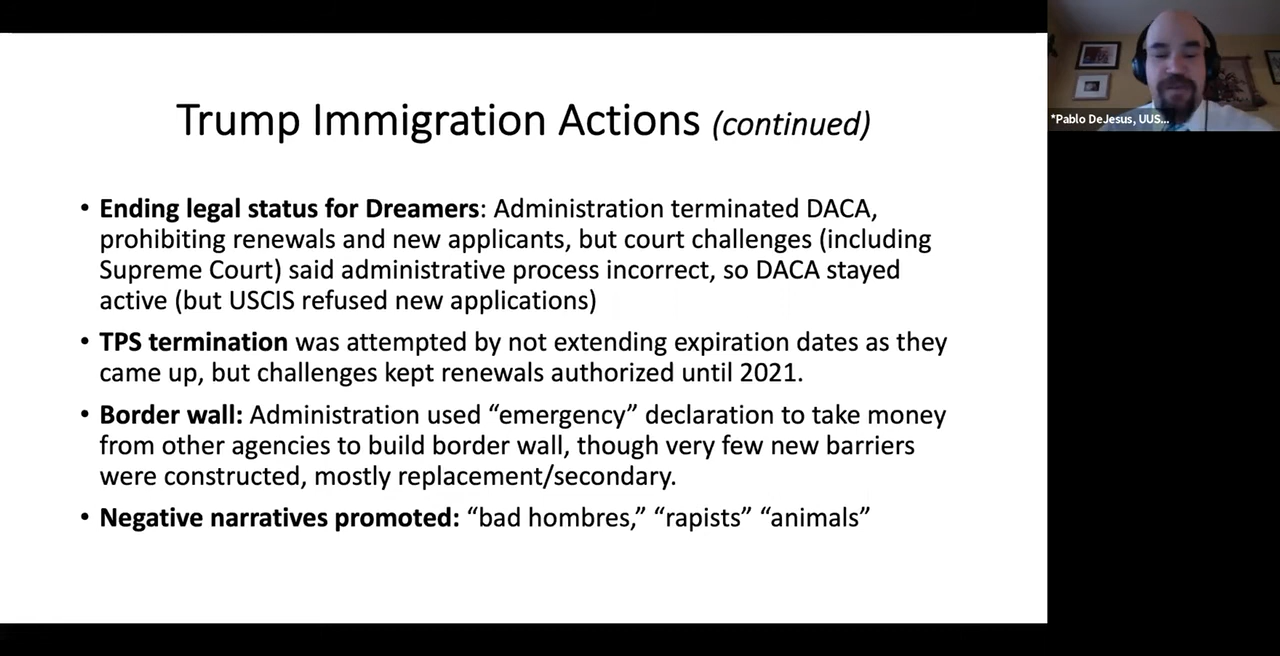 Trump Immigration Actions (continued)
• Ending legal status for Dreamers: Administration terminated DACA,
prohibiting renewals and new applicants, but court challenges (including
Supreme Court) said administrative process incorrect, so DACA stayed
active (but USCIS refused new applications)
• TPS termination was attempted by not extending expiration dates as they
came up, but challenges kept renewals authorized until 2021.
• Border wall: Administration used “emergency” declaration to take money
from other agencies to build border wall, though very few new barriers
were constructed, mostly replacement/secondary.
• Negative narratives promoted: “bad hombres,” “rapists” “animals”
*Pablo DeJesus, UUS...